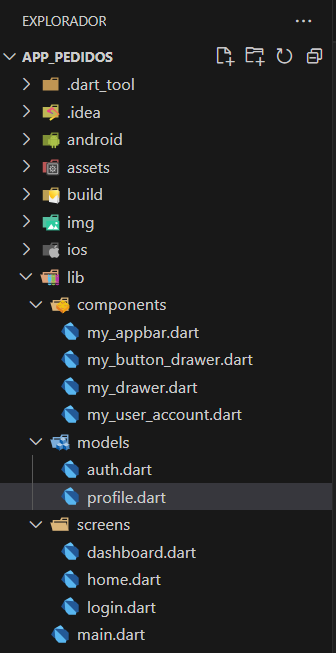 EXPLORADOR
APP_PEDIDOS
.dart_tool
.idea
android
assets
build
img
ios
lib
components
my_appbar.dart
my_button_drawer.dart
my_drawer.dart
my_user_account.dart
models
auth.dart
profile.dart
screens
dashboard.dart
home.dart
login.dart
main.dart